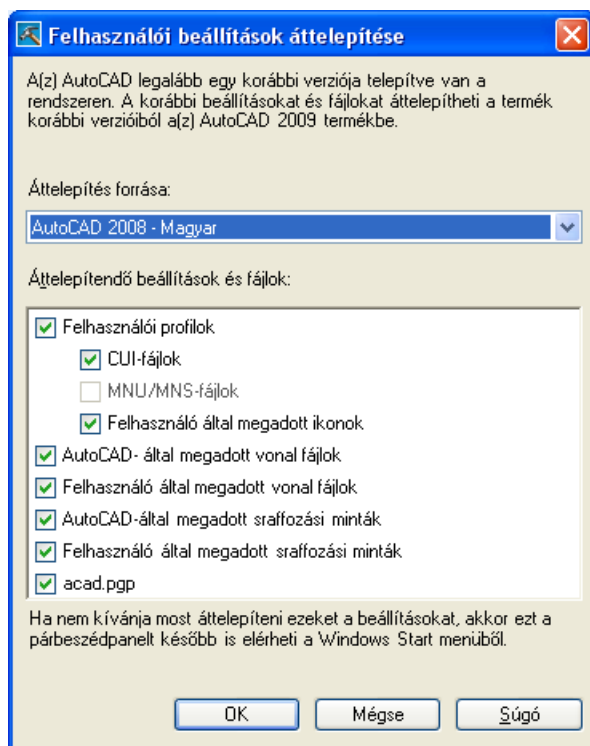 Felhasználói beállítások áttelepítése
A(z) AutoCAD legalább egy korábbi verziója telepítve van a
rendszeren. A korábbi beállításokat és fájlokat áttelepítheti a termék
korábbi verzióiból a(z) AutoCAD 2009 termékbe.
Áttelepítés forrása:
AutoCAD 2008 - Magyar
Áttelepítendő beállítások és fájlok:
Felhasználói profilok
CUI-fájlok
MNU/MNS-fájlok
Felhasználó által megadott ikonok
AutoCAD- által megadott vonal fájlok
Felhasználó által megadott vonal fájlok
AutoCAD-által megadott sraffozási minták
Felhasználó által megadott sraffozási minták
acad.pgp
Ha nem kívánja most áttelepíteni ezeket a beállításokat, akkor ezt a
párbeszédpanelt később is elérheti a Windows Start menüből.
OK Mégse Súgó